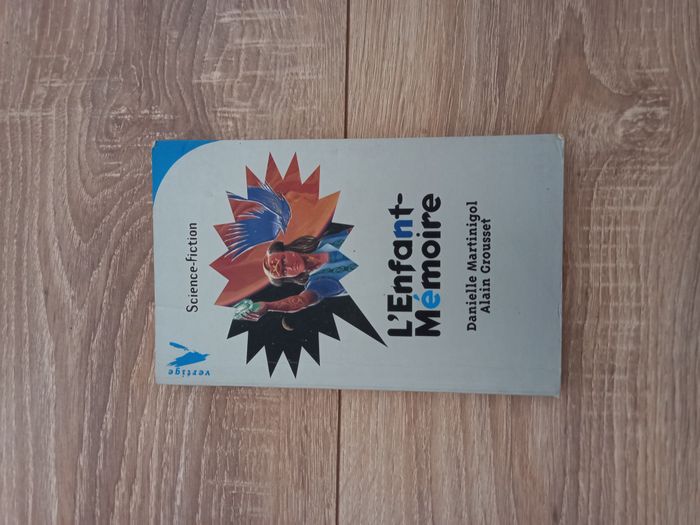 vertige
Science-fiction
L'Enfant-
Mémoire
Danielle Martinigol
Alain Grousset